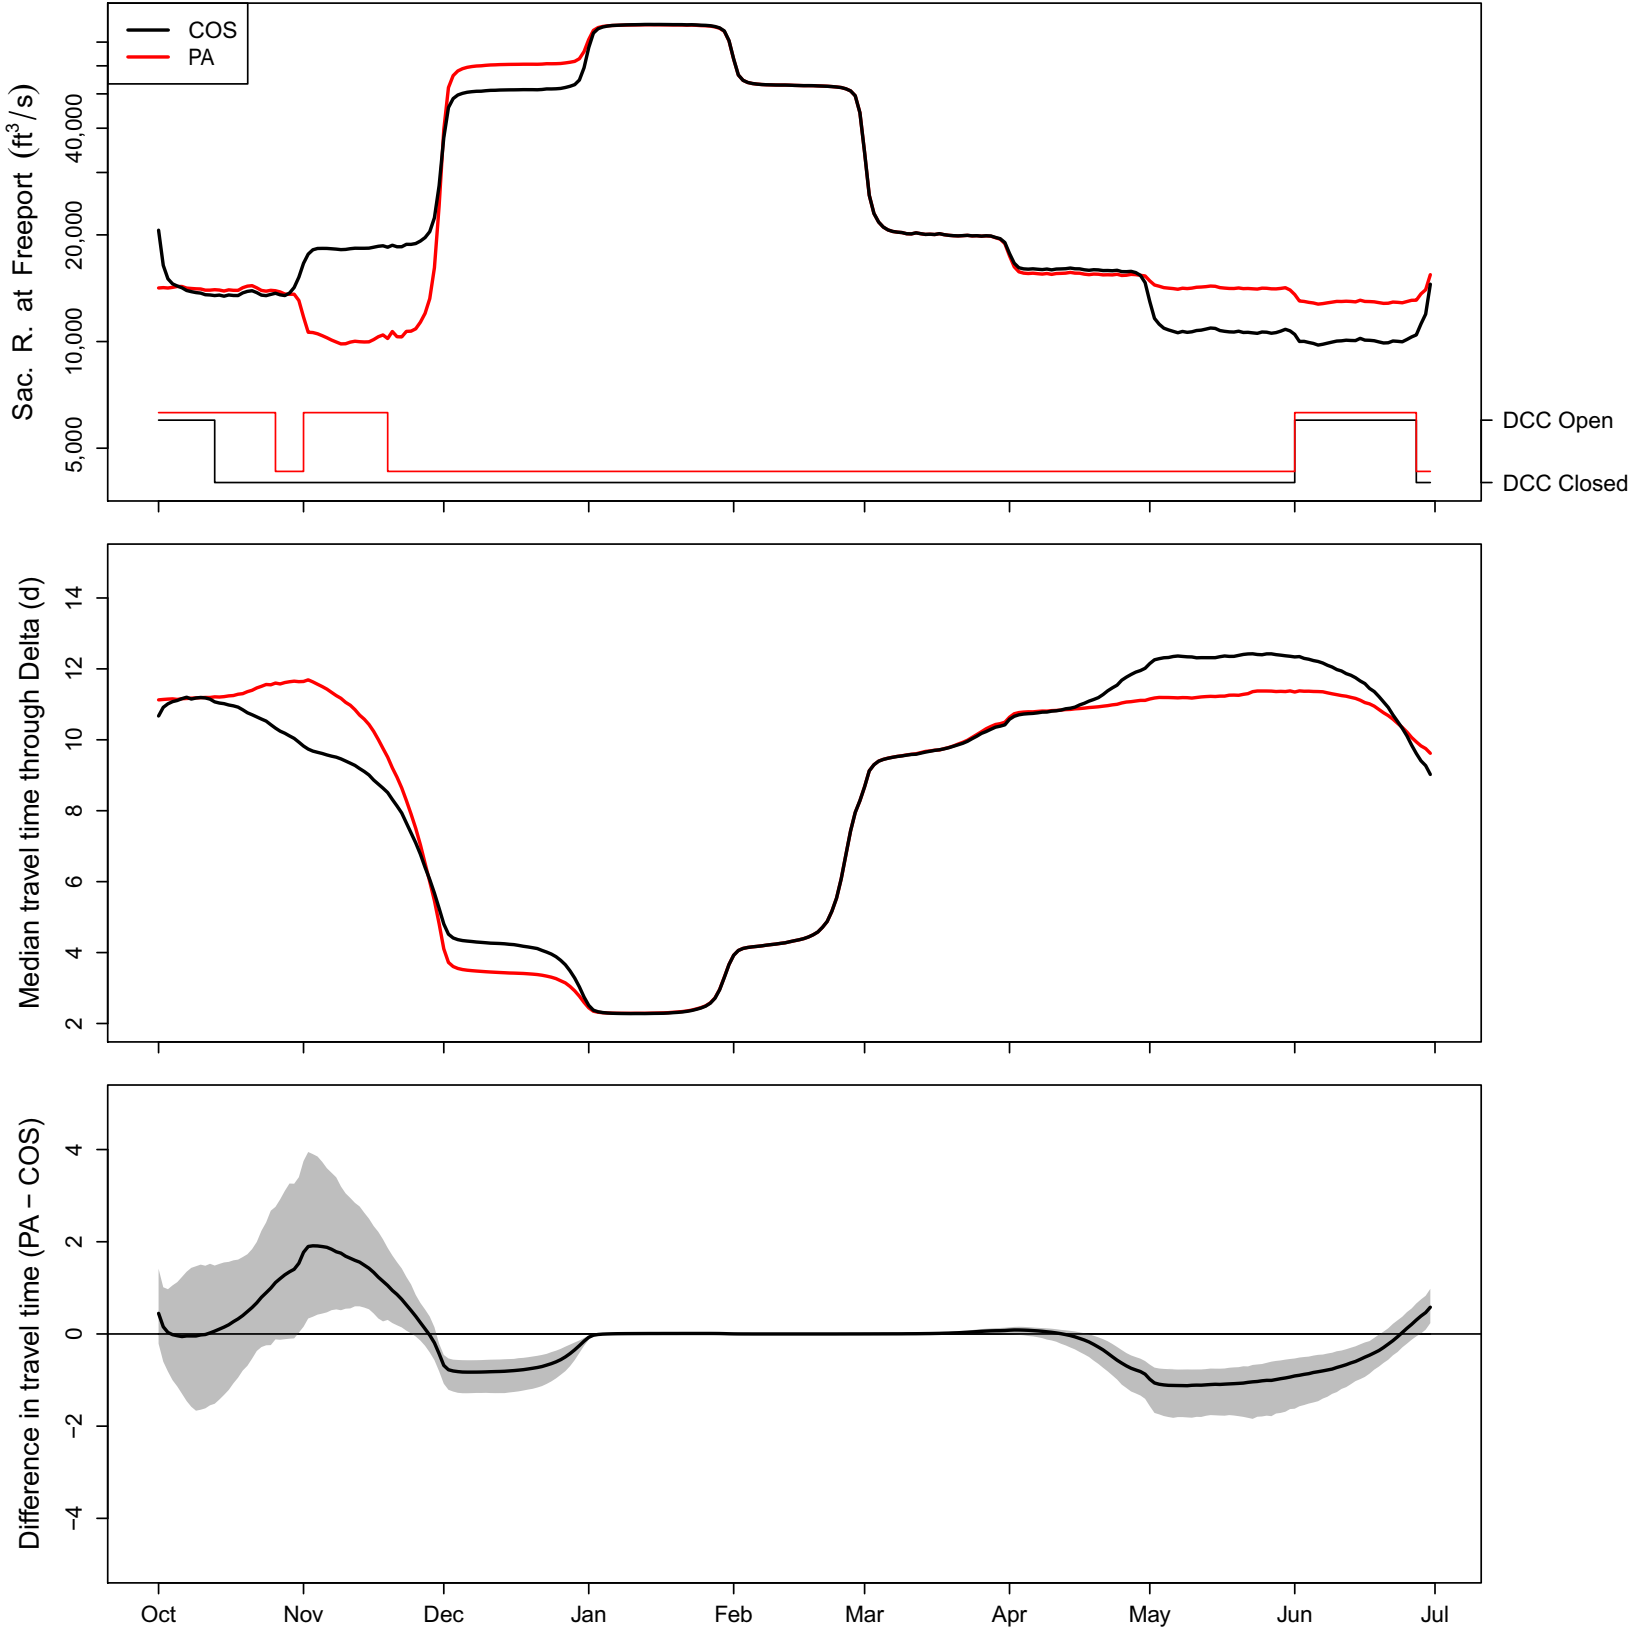 COS
PA
Sac. R. at Freeport (ft³/s)
40,000
20,000
10,000
5,000
DCC Open
DCC Closed
Median travel time through Delta (d)
14
12
10
8
6
4
2
Difference in travel time (PA − COS)
4
2
0
−2
−4
Oct Nov Dec Jan Feb Mar Apr May Jun Jul